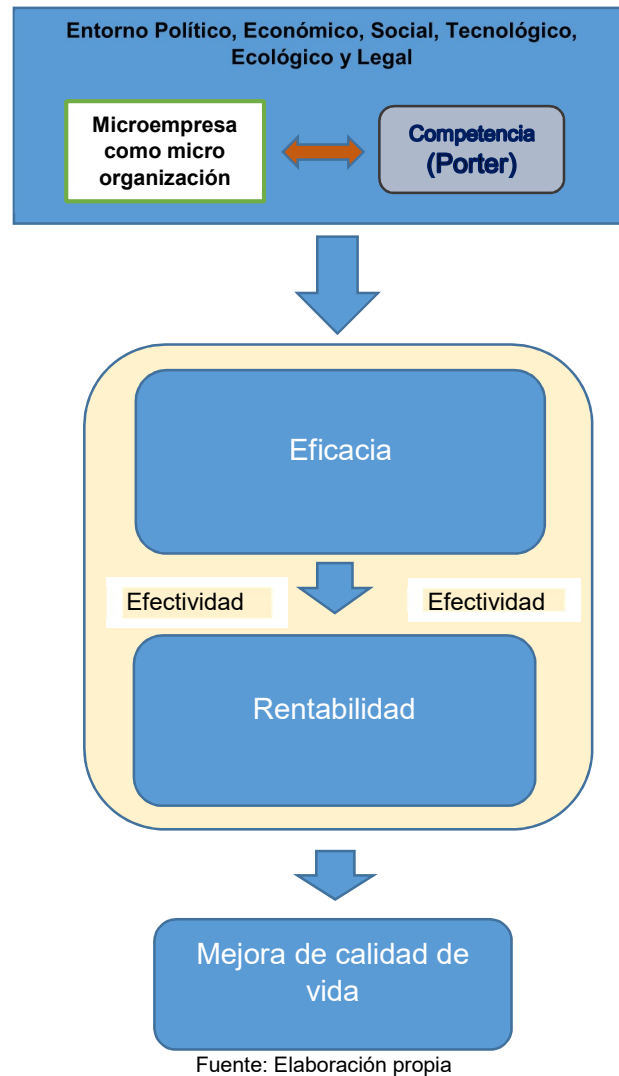 Entorno Político, Económico, Social, Tecnológico,
Ecológico y Legal
Microempresa
como micro
organización
Competencia
(Porter)
Eficacia
Efectividad
Efectividad
Rentabilidad
Mejora de calidad de
vida
Fuente: Elaboración propia